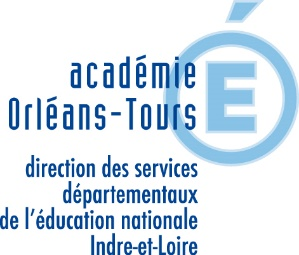 académie
Orléans-Tours
É
direction des services
départementaux
de l'éducation nationale
Indre-et-Loire